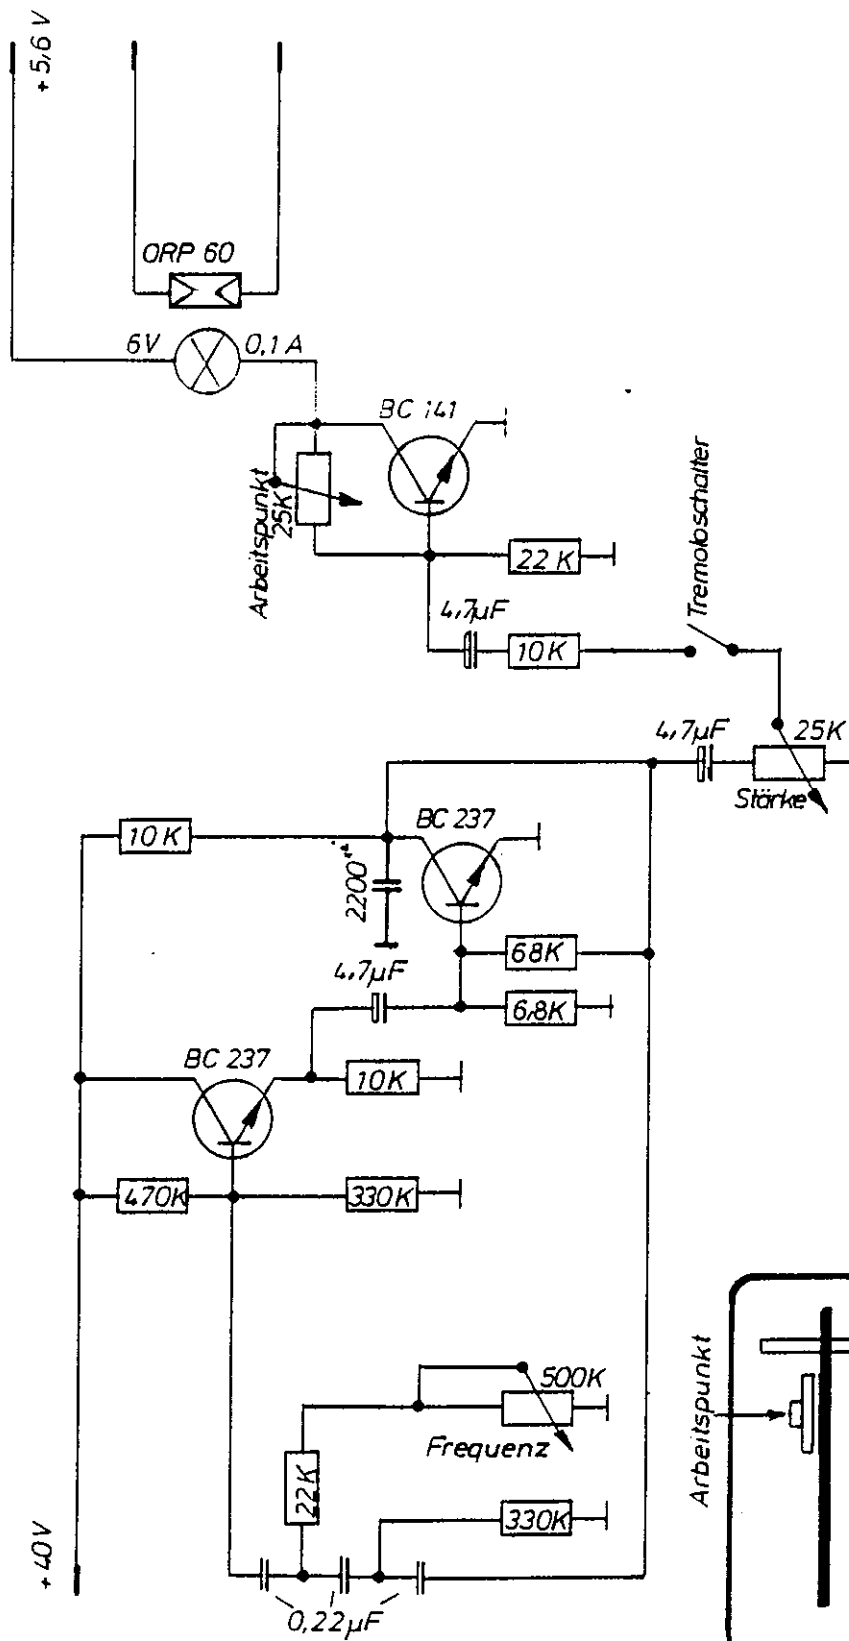 +5,6 V
ORP 60
6V
0,1 A
BC 141
Arbeitspunkt
25K
22 K
Tremoloschalter
4,7µF
10K
4,7µF
25K
Stärke
BC 237
10 K
2200
68K
4,7µF
6,8K
BC 237
10K
470K
330K
500K
Frequenz
Arbeitspunkt
22K
330K
+40V
0,22µF